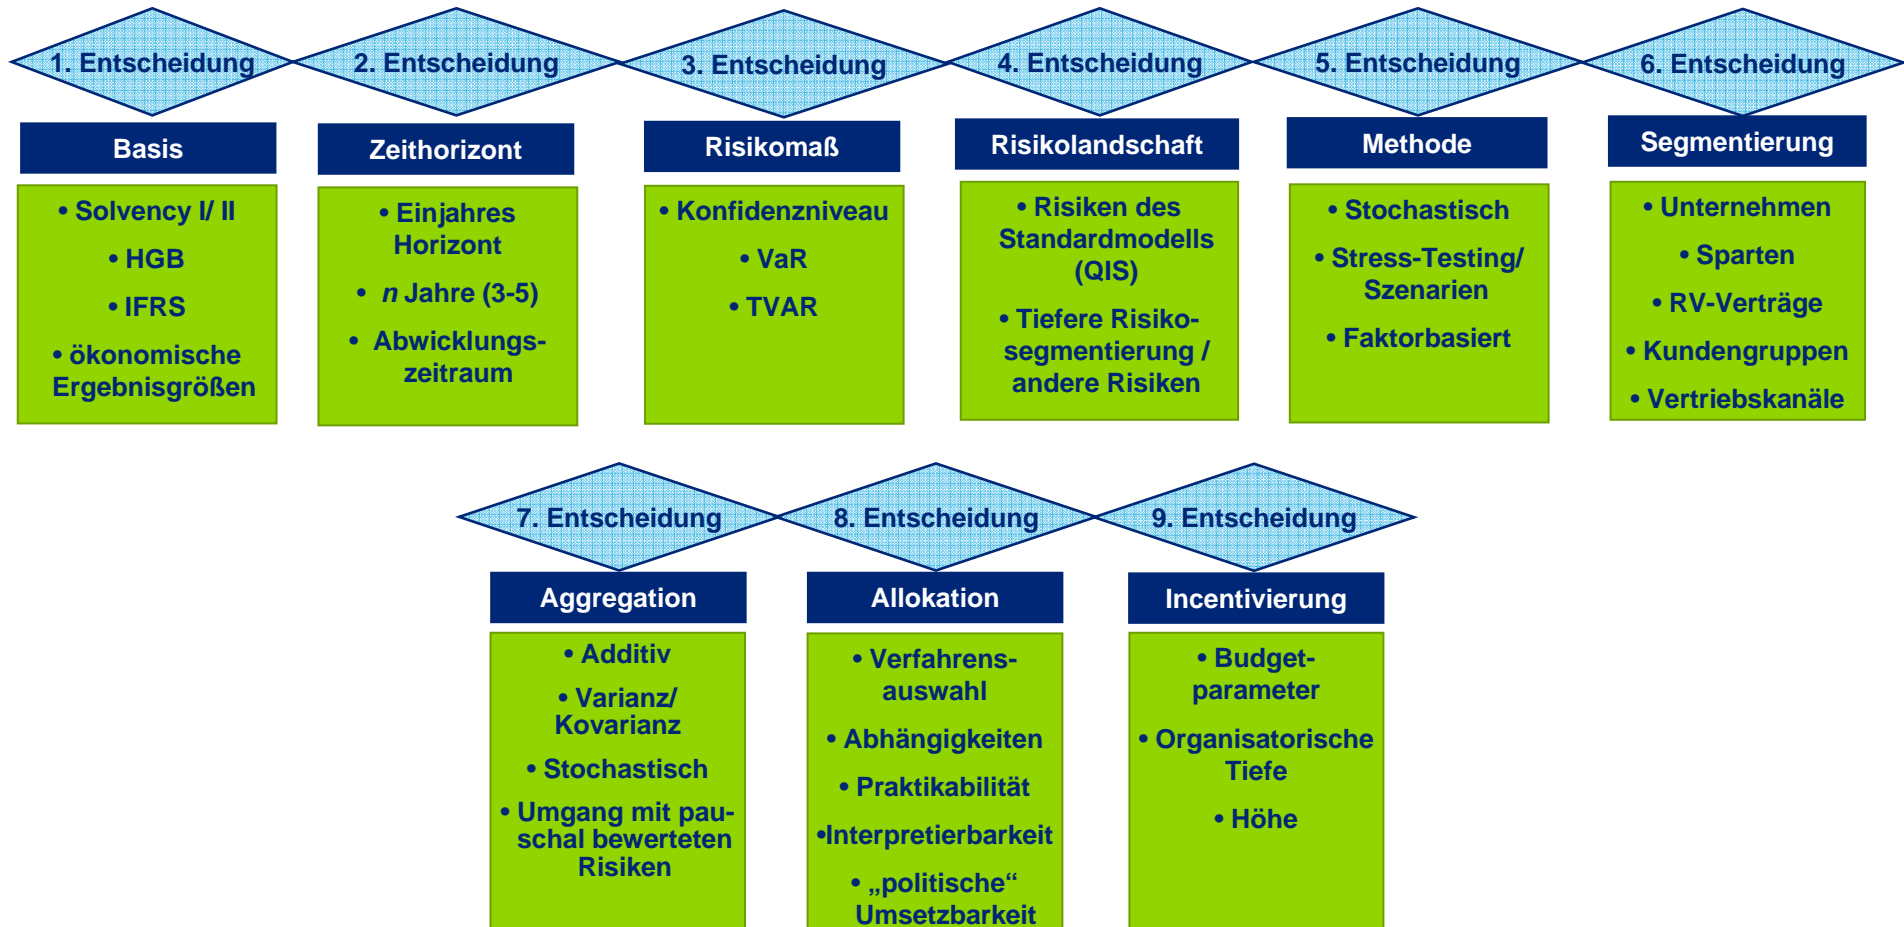 1. Entscheidung
2. Entscheidung
3. Entscheidung
4. Entscheidung
5. Entscheidung
6. Entscheidung
Basis
• Solvency I/ II
• HGB
• IFRS
• ökonomische
Ergebnisgrößen
Zeithorizont
• Einjahres
Horizont
• n Jahre (3-5)
• Abwicklungs-
zeitraum
Risikomaß
• Konfidenzniveau
• VaR
• TVAR
Risikolandschaft
• Risiken des
Standardmodells
(QIS)
• Tiefere Risiko-
segmentierung /
andere Risiken
Methode
• Stochastisch
• Stress-Testing/
Szenarien
• Faktorbasiert
Segmentierung
• Unternehmen
• Sparten
• RV-Verträge
• Kundengruppen
• Vertriebskanäle
7. Entscheidung
8. Entscheidung
9. Entscheidung
Aggregation
• Additiv
• Varianz/
Kovarianz
• Stochastisch
• Umgang mit pau-
schal bewerteten
Risiken
Allokation
• Verfahrens-
auswahl
• Abhängigkeiten
• Praktikabilität
•Interpretierbarkeit
• „politische“
Umsetzbarkeit
Incentivierung
• Budget-
parameter
• Organisatorische
Tiefe
• Höhe